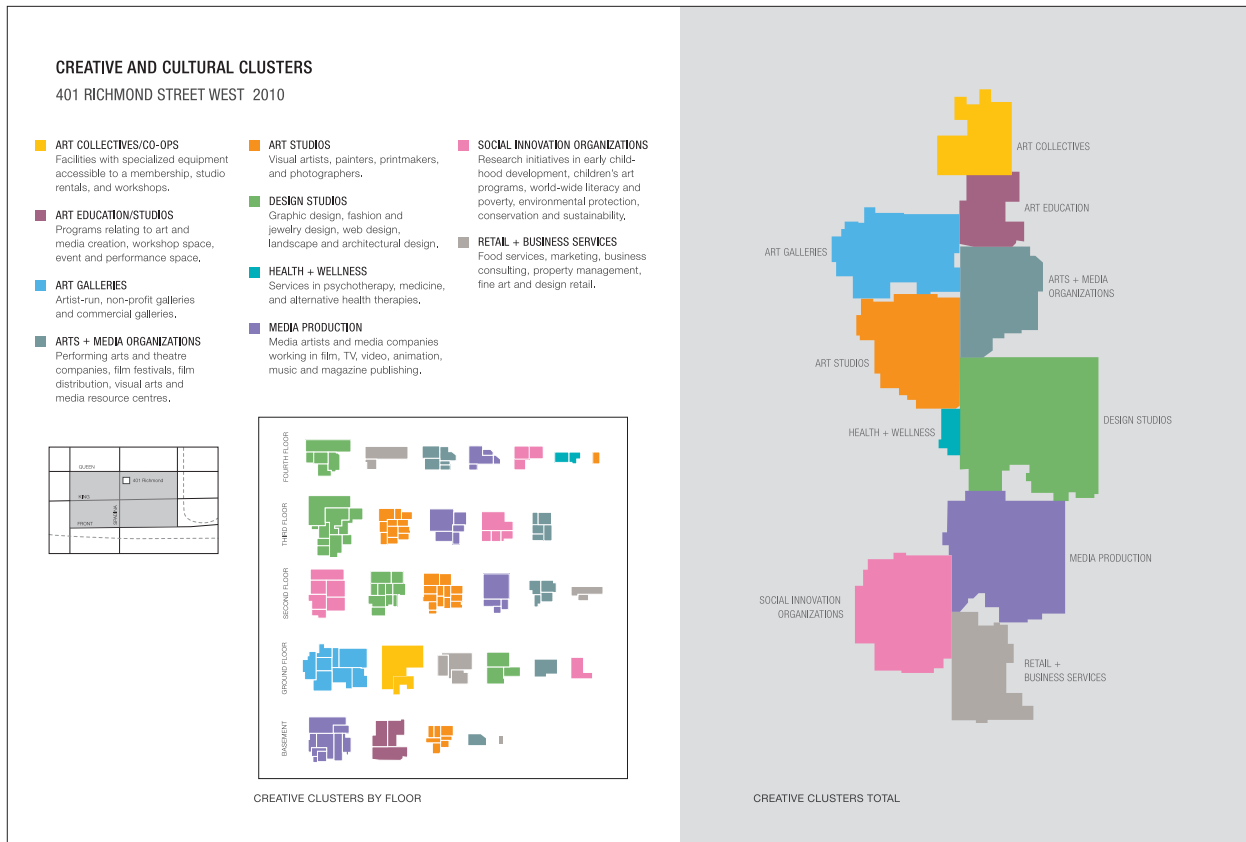 CREATIVE AND CULTURAL CLUSTERS
401 RICHMOND STREET WEST 2010
ART COLLECTIVES/CO-OPS
Facilities with specialized equipment
accessible to a membership, studio
rentals, and workshops.
ART EDUCATION/STUDIOS
Programs relating to art and
media creation, workshop space,
event and performance space.
ART GALLERIES
Artist-run, non-profit galleries
and commercial galleries.
ARTS + MEDIA ORGANIZATIONS
Performing arts and theatre
companies, film festivals, film
distribution, visual arts and
media resource centres.
ART STUDIOS
Visual artists, painters, printmakers,
and photographers.
DESIGN STUDIOS
Graphic design, fashion and
jewelry design, web design,
landscape and architectural design.
HEALTH + WELLNESS
Services in psychotherapy, medicine,
and alternative health therapies.
MEDIA PRODUCTION
Media artists and media companies
working in film, TV, video, animation,
music and magazine publishing.
SOCIAL INNOVATION ORGANIZATIONS
Research initiatives in early child-
hood development, children's art
programs, world-wide literacy and
poverty, environmental protection,
conservation and sustainability.
RETAIL + BUSINESS SERVICES
Food services, marketing, business
consulting, property management,
fine art and design retail.
QUEEN
401 Richmond
KING
SPADINA
FRONT
FOURTH FLOOR
THIRD FLOOR
SECOND FLOOR
GROUND FLOOR
BASEMENT
CREATIVE CLUSTERS BY FLOOR
ART COLLECTIVES
ART EDUCATION
ART GALLERIES
ARTS + MEDIA
ORGANIZATIONS
ART STUDIOS
DESIGN STUDIOS
HEALTH + WELLNESS
MEDIA PRODUCTION
SOCIAL INNOVATION
ORGANIZATIONS
RETAIL +
BUSINESS SERVICES
CREATIVE CLUSTERS TOTAL